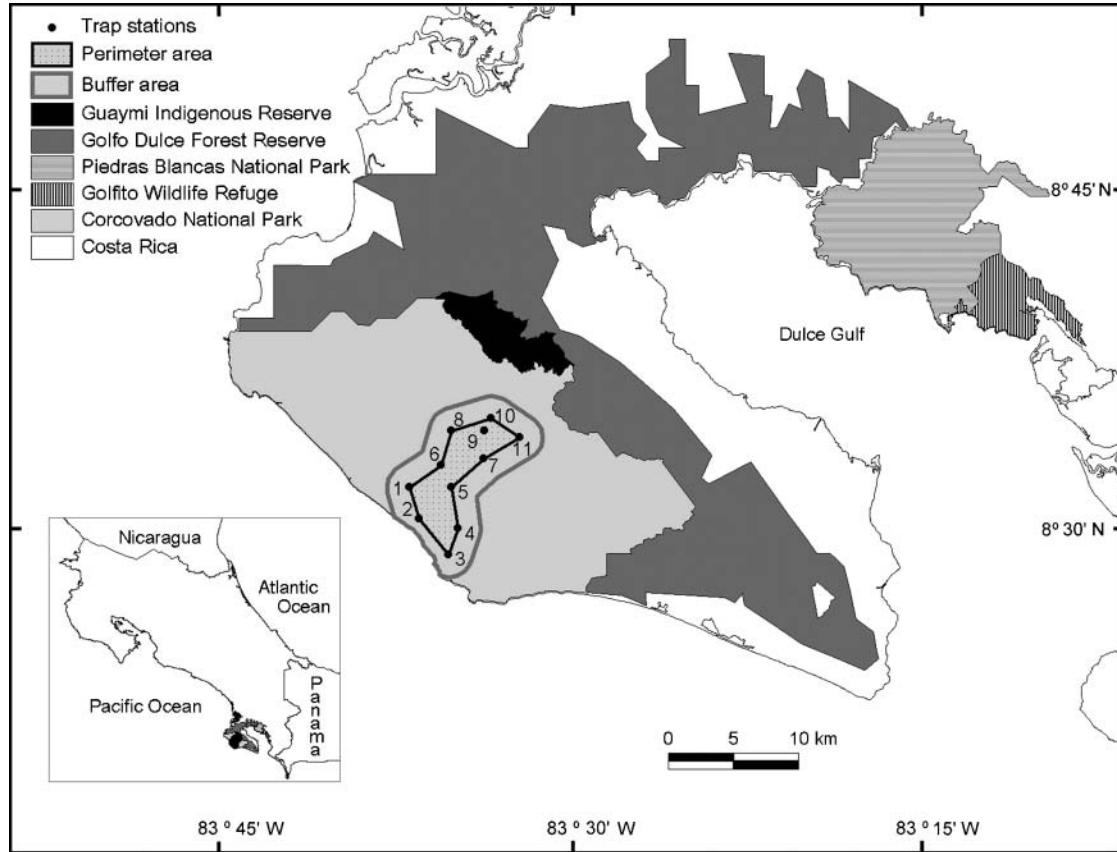 Trap stations
Perimeter area
Buffer area
Guaymi Indigenous Reserve
Golfo Dulce Forest Reserve
Piedras Blancas National Park
Golfito Wildlife Refuge
Corcovado National Park
Costa Rica
8º 45' N
Dulce Gulf
10
8
9
11
6
7
1
5
2
4
3
8º 30' N
Nicaragua
Atlantic
Ocean
Pacific Ocean
P
a
n
a
m
a
0 5 10 km
83 º 45' W
83 º 30' W
83 º 15' W